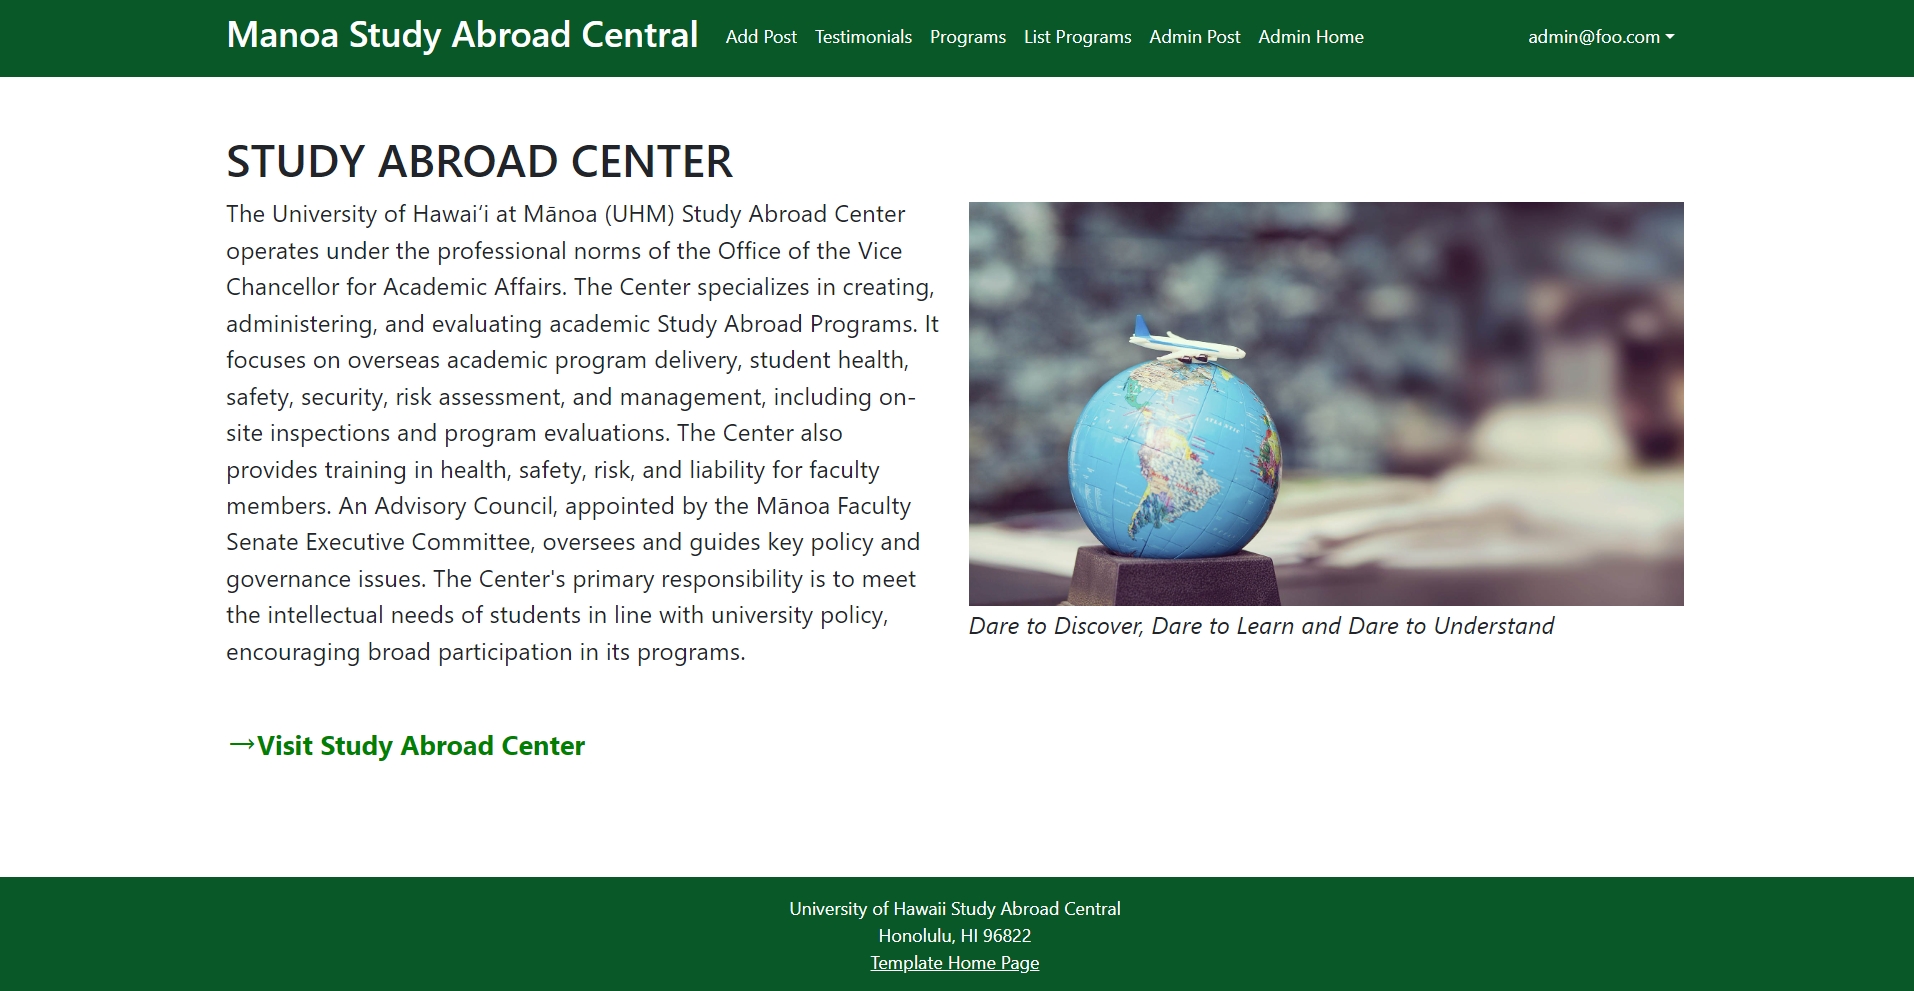 Manoa Study Abroad Central Add Post Testimonials Programs List Programs Admin Post Admin Home admin@foo.com
STUDY ABROAD CENTER
The University of Hawaiʻi at Mānoa (UHM) Study Abroad Center
operates under the professional norms of the Office of the Vice
Chancellor for Academic Affairs. The Center specializes in creating,
administering, and evaluating academic Study Abroad Programs. It
focuses on overseas academic program delivery, student health,
safety, security, risk assessment, and management, including on-
site inspections and program evaluations. The Center also
provides training in health, safety, risk, and liability for faculty
members. An Advisory Council, appointed by the Mānoa Faculty
Senate Executive Committee, oversees and guides key policy and
governance issues. The Center's primary responsibility is to meet
the intellectual needs of students in line with university policy,
encouraging broad participation in its programs.
Dare to Discover, Dare to Learn and Dare to Understand
→Visit Study Abroad Center
University of Hawaii Study Abroad Central
Honolulu, HI 96822
Template Home Page